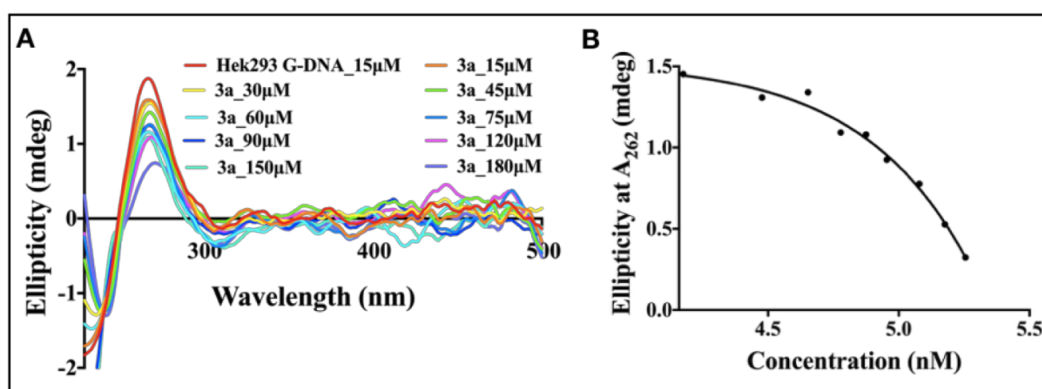 A
Ellipticity (mdeg)
2
1
0
-1
-2
300
400
500
Wavelength (nm)
Hek293 G-DNA_15μM
3a_30μM
3a_60μM
3a_90μM
3a_150μM
3a_15μM
3a_45μM
3a_75μM
3a_120μM
3a_180μM
B
Ellipticity at A262 (mdeg)
1.5
1.0
0.5
0.0
4.5
5.0
5.5
Concentration (nM)